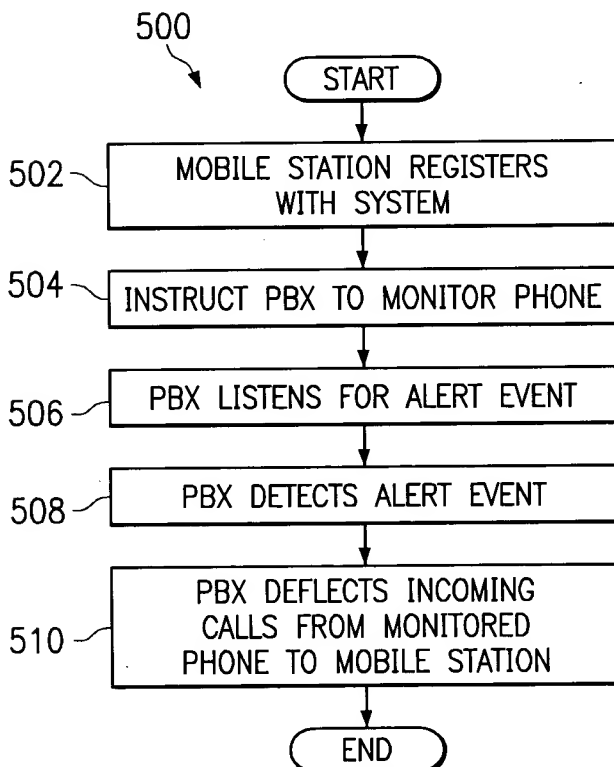 500
START
502
MOBILE STATION REGISTERS
WITH SYSTEM
504
INSTRUCT PBX TO MONITOR PHONE
506
PBX LISTENS FOR ALERT EVENT
508
PBX DETECTS ALERT EVENT
510
PBX DEFLECTS INCOMING
CALLS FROM MONITORED
PHONE TO MOBILE STATION
END